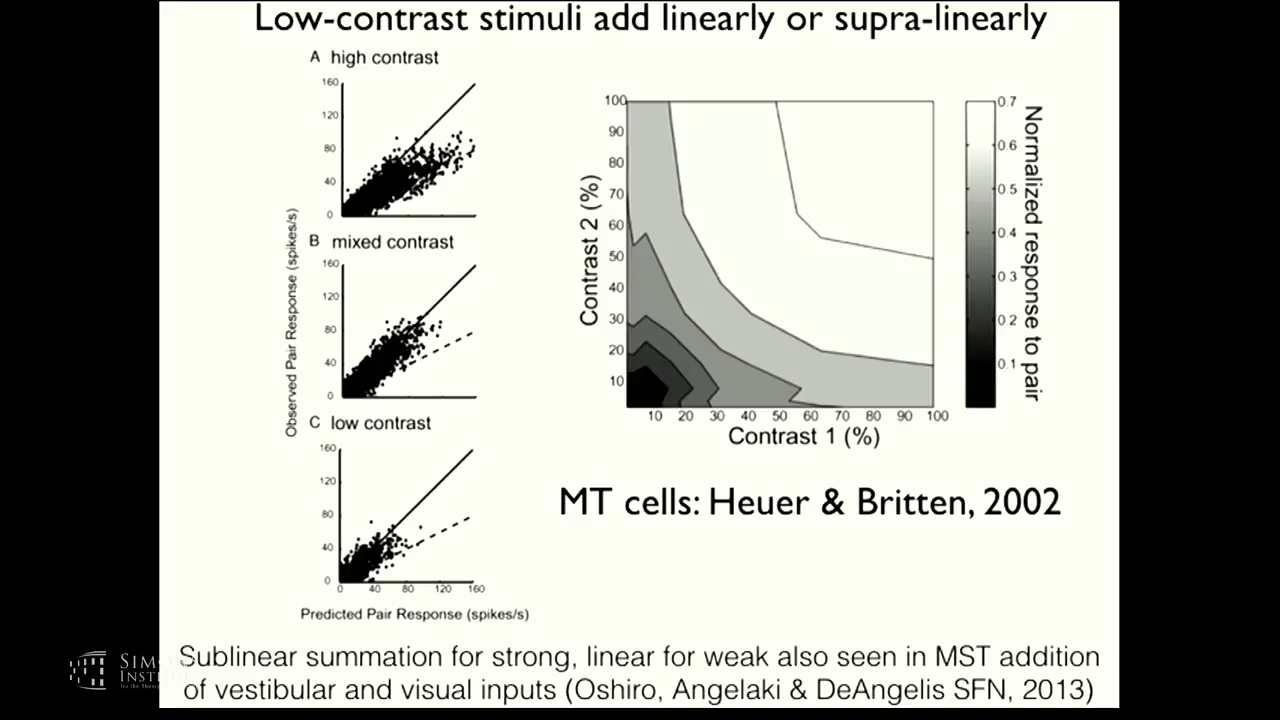 Low-contrast stimuli add linearly or supra-linearly
A high contrast
160
120
80
40
0
B mixed contrast
160
120
80
40
0
C low contrast
160
120
80
40
0
0 40 80 120 160
Observed Pair Response (spikes/s)
Predicted Pair Response (spikes/s)
100
90
80
70
60
50
40
30
20
10
Contrast 2 (%)
10 20 30 40 50 60 70 80 90 100
Contrast 1 (%)
0.7
0.6
0.5
0.4
0.3
0.2
0.1
Normalized response to pair
MT cells: Heuer & Britten, 2002
Sublinear summation for strong, linear for weak also seen in MST addition
of vestibular and visual inputs (Oshiro, Angelaki & DeAngelis SFN, 2013)